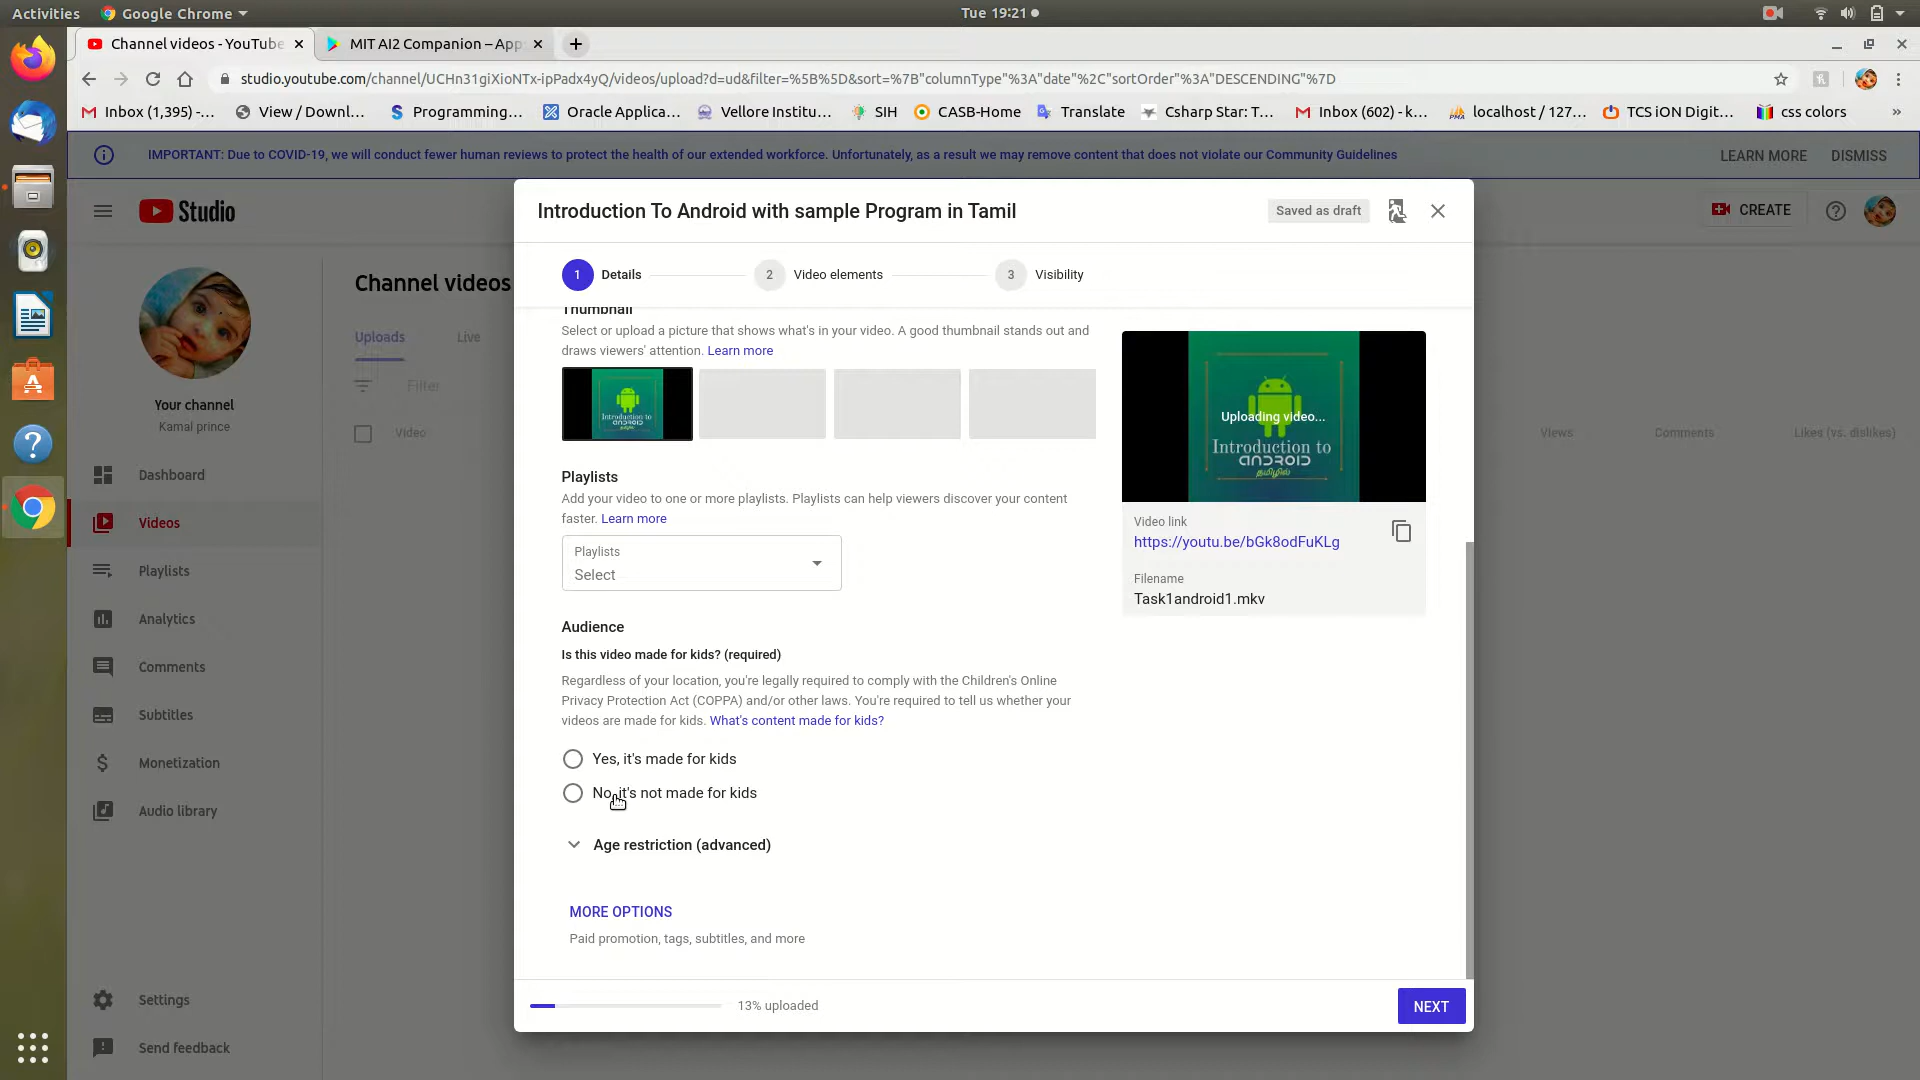 Activities
Google Chrome
Tue 19:21
Channel videos - YouTube
MIT AI2 Companion – App
studio.youtube.com/channel/UCHn31giXioNTx-ipPadx4yQ/videos/upload?d=ud&filter=%5B%5D&sort=%7B"columnType"%3A"date"%2C"sortOrder"%3A"DESCENDING"%7D
Inbox (1,395) -...
View / Downl...
Programming...
Oracle Applica...
Vellore Institu...
SIH
CASB-Home
Translate
Csharp Star: T...
Inbox (602) - k...
localhost / 127...
TCS iON Digit...
css colors
IMPORTANT: Due to COVID-19, we will conduct fewer human reviews to protect the health of our extended workforce. Unfortunately, as a result we may remove content that does not violate our Community Guidelines
LEARN MORE
DISMISS
Studio
CREATE
Your channel
Kamal prince
Dashboard
Videos
Playlists
Analytics
Comments
Subtitles
Monetization
Audio library
Settings
Send feedback
Channel videos
Uploads
Live
Filter
Video
Views
Comments
Likes (vs. dislikes)
Introduction To Android with sample Program in Tamil
Saved as draft
1 Details
2 Video elements
3 Visibility
Thumbnail
Select or upload a picture that shows what's in your video. A good thumbnail stands out and
draws viewers' attention. Learn more
Introduction to
ANDROID
Playlists
Add your video to one or more playlists. Playlists can help viewers discover your content
faster. Learn more
Playlists
Select
Audience
Is this video made for kids? (required)
Regardless of your location, you're legally required to comply with the Children's Online
Privacy Protection Act (COPPA) and/or other laws. You're required to tell us whether your
videos are made for kids. What's content made for kids?
Yes, it's made for kids
No, it's not made for kids
Age restriction (advanced)
MORE OPTIONS
Paid promotion, tags, subtitles, and more
Uploading video...
Introduction to
ANDROID
தமிழில்
Video link
https://youtu.be/bGk8odFuKLg
Filename
Task1android1.mkv
13% uploaded
NEXT